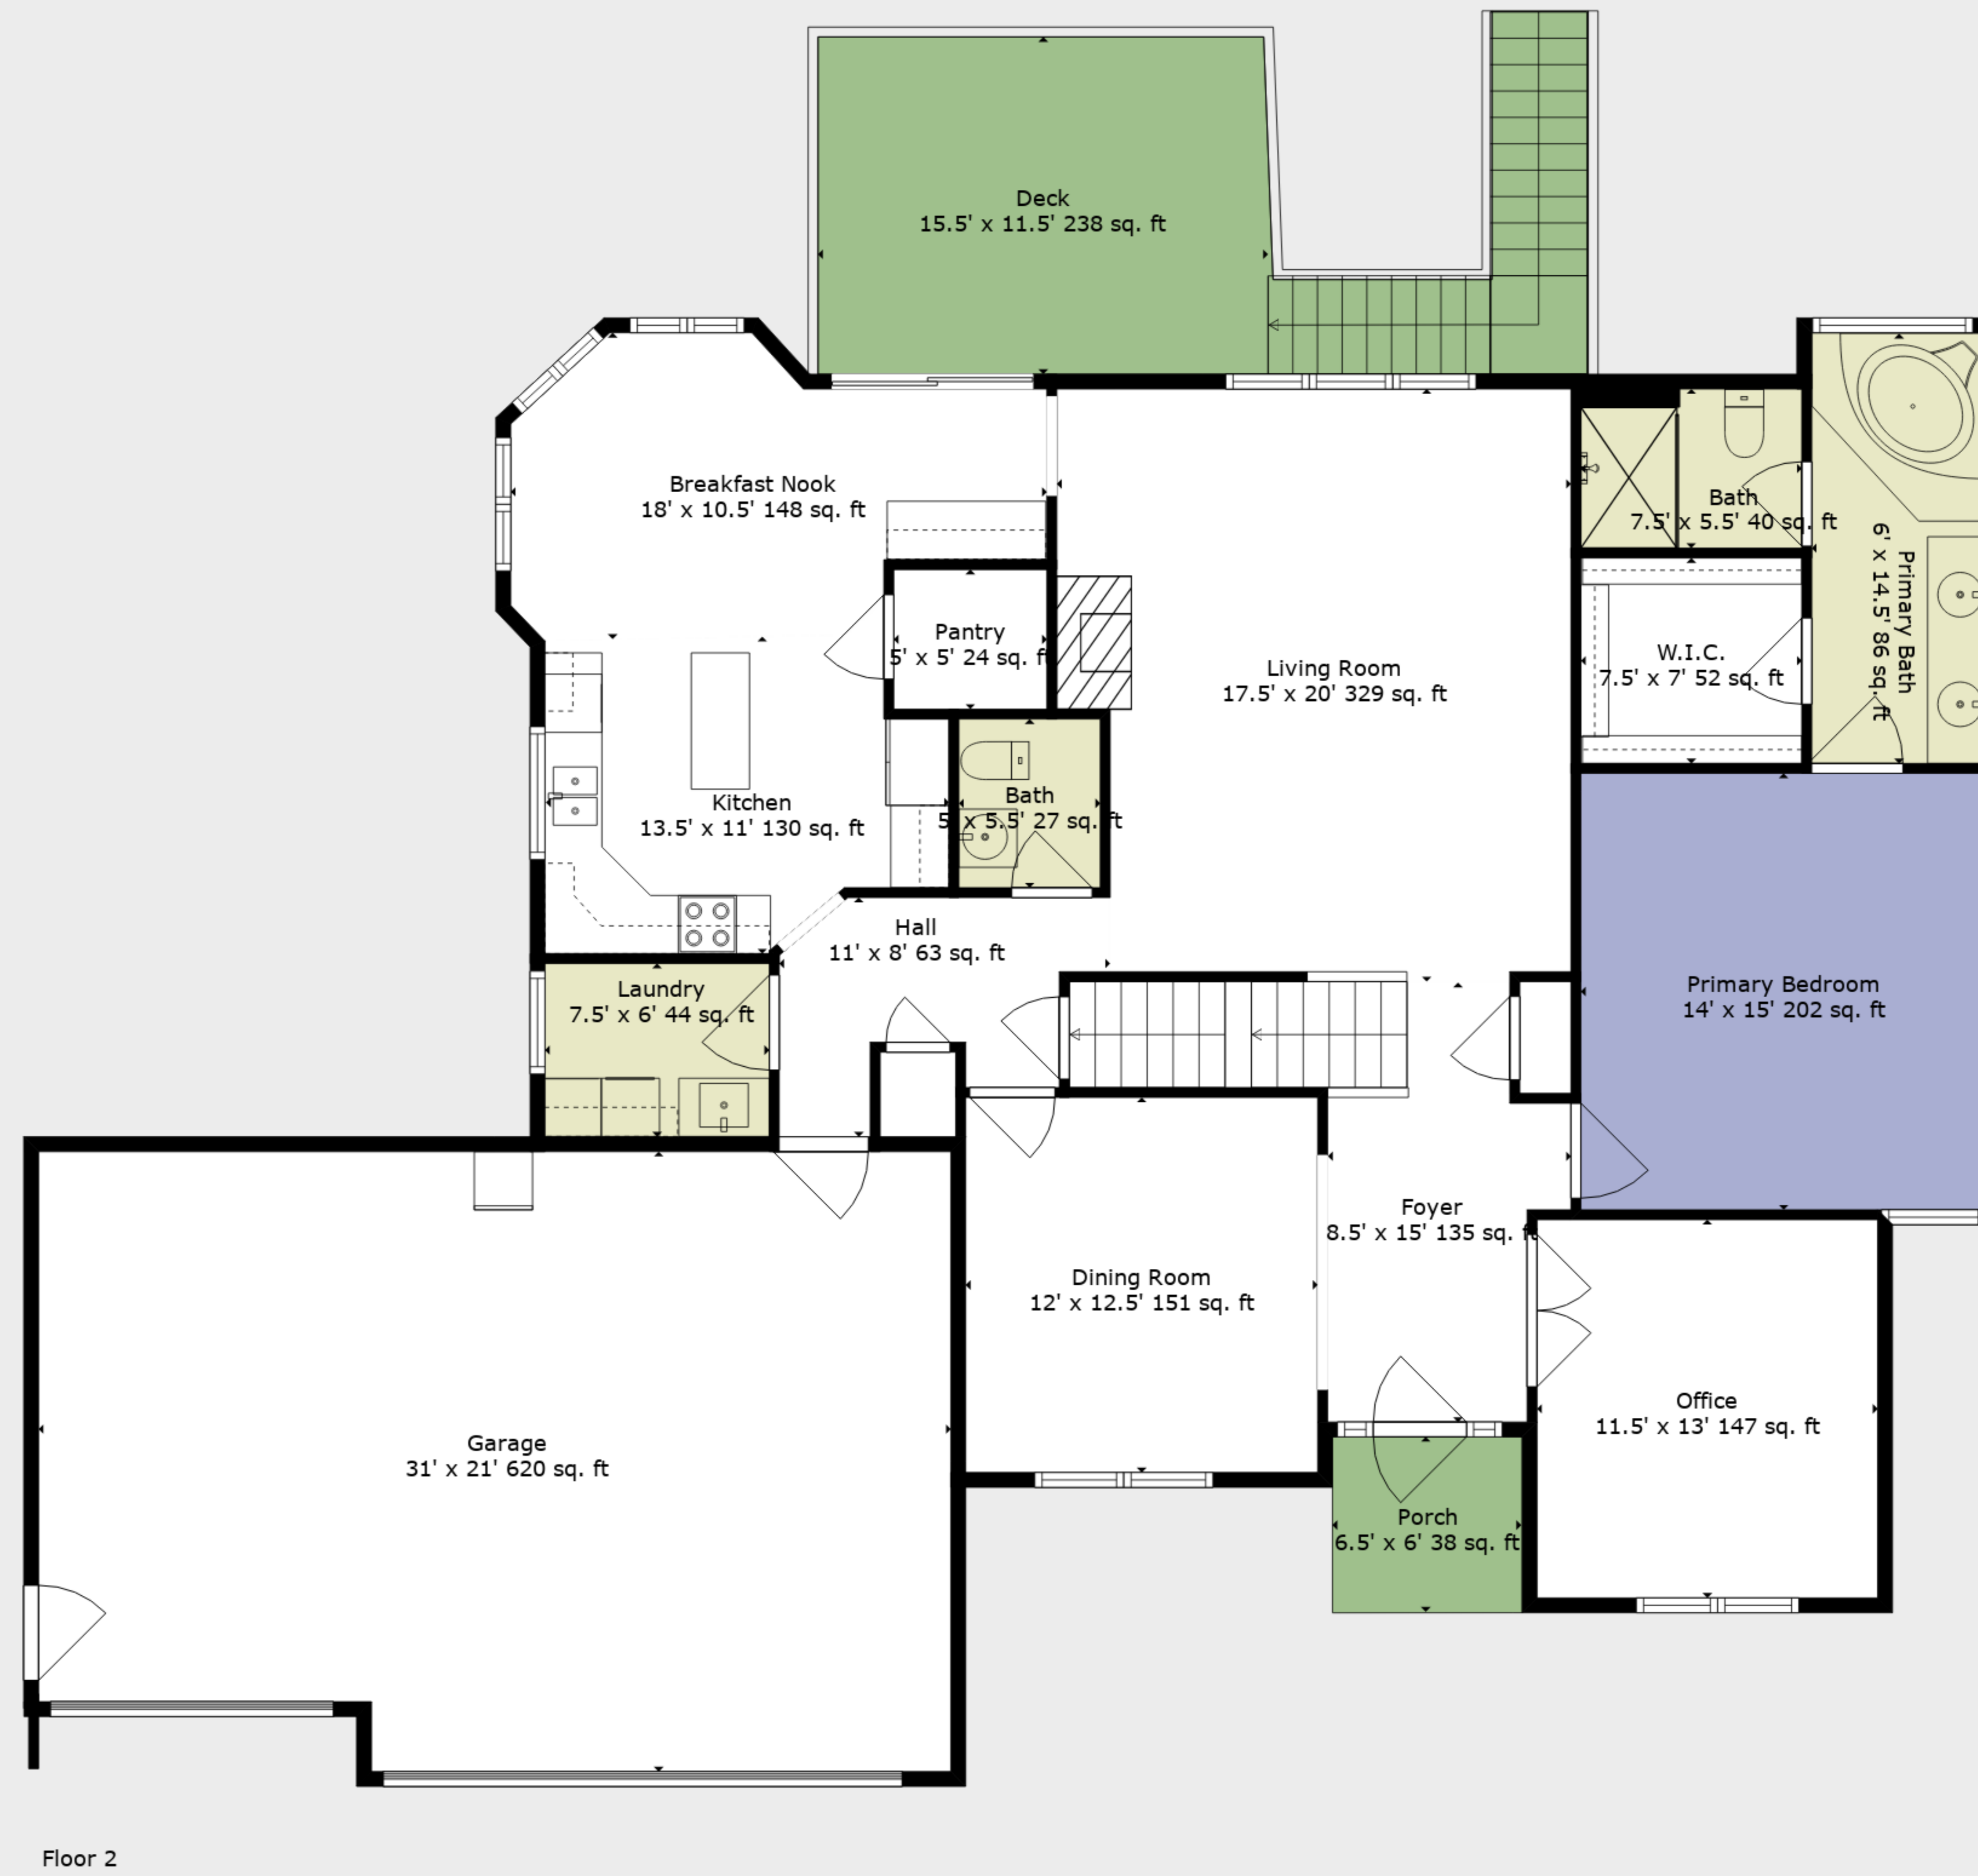 Deck
15.5' x 11.5' 238 sq. ft
Breakfast Nook
18' x 10.5' 148 sq. ft
Bath
7.5' x 5.5' 40 sq. ft
Primary Bath
6' x 14.5' 86 sq. ft
Pantry
5' x 5' 24 sq. ft
Living Room
17.5' x 20' 329 sq. ft
W.I.C.
7.5' x 7' 52 sq. ft
Kitchen
13.5' x 11' 130 sq. ft
Bath
5' x 5.5' 27 sq. ft
Hall
11' x 8' 63 sq. ft
Laundry
7.5' x 6' 44 sq. ft
Primary Bedroom
14' x 15' 202 sq. ft
Foyer
8.5' x 15' 135 sq. ft
Dining Room
12' x 12.5' 151 sq. ft
Office
11.5' x 13' 147 sq. ft
Garage
31' x 21' 620 sq. ft
Porch
6.5' x 6' 38 sq. ft
Floor 2